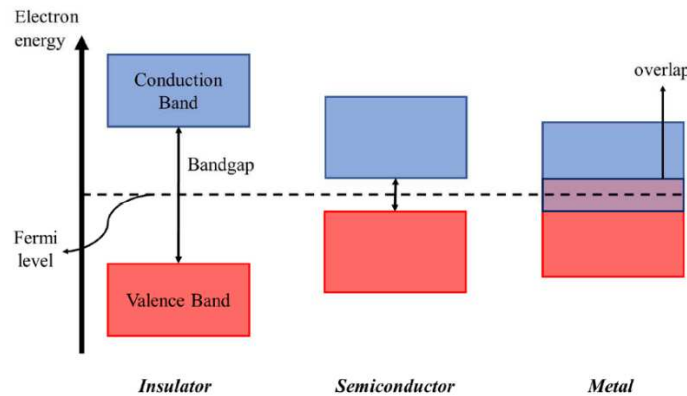 Electron
energy
Conduction
Band
overlap
Bandgap
Fermi
level
Valence Band
Insulator
Semiconductor
Metal